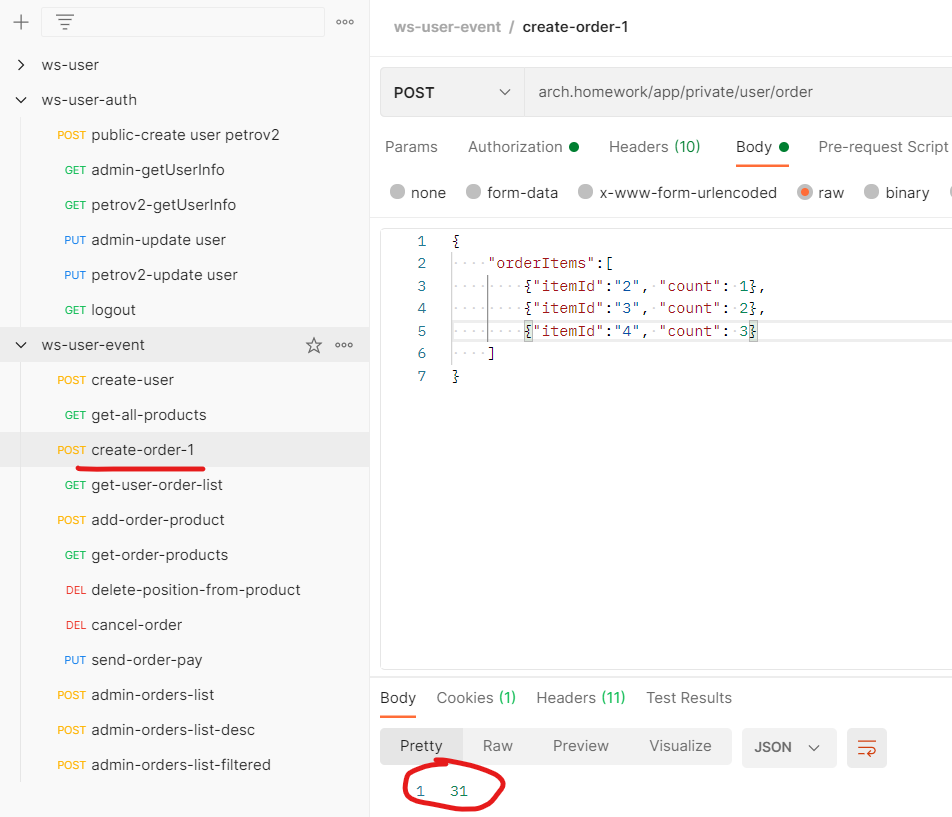 ws-user
ws-user-auth
POST public-create user petrov2
GET admin-getUserInfo
GET petrov2-getUserInfo
PUT admin-update user
PUT petrov2-update user
GET logout
ws-user-event
POST create-user
GET get-all-products
POST create-order-1
GET get-user-order-list
POST add-order-product
GET get-order-products
DEL delete-position-from-product
DEL cancel-order
PUT send-order-pay
POST admin-orders-list
POST admin-orders-list-desc
POST admin-orders-list-filtered
ws-user-event / create-order-1
POST arch.homework/app/private/user/order
Params Authorization Headers (10) Body Pre-request Script
none form-data x-www-form-urlencoded raw binary
1 {
2 "orderItems":[
3 {"itemId":"2", "count": 1},
4 {"itemId":"3", "count": 2},
5 {"itemId":"4", "count": 3}
6 ]
7 }
Body Cookies (1) Headers (11) Test Results
Pretty Raw Preview Visualize JSON
1 31